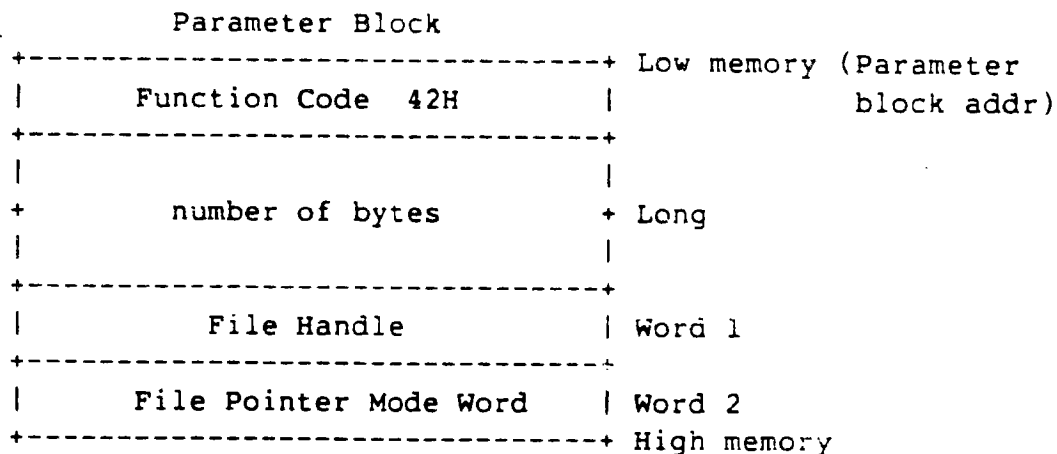 Parameter Block
Low memory (Parameter
Function Code 42H block addr)
number of bytes Long
File Handle Word 1
File Pointer Mode Word Word 2
High memory